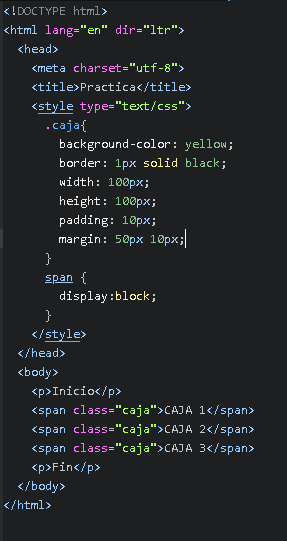 <!DOCTYPE html>
<html lang="en" dir="ltr">
  <head>
    <meta charset="utf-8">
    <title>Practica</title>
    <style type="text/css">
      .caja{
        background-color: yellow;
        border: 1px solid black;
        width: 100px;
        height: 100px;
        padding: 10px;
        margin: 50px 10px;
      }
      span {
        display:block;
      }
    </style>
  </head>
  <body>
    <p>Inicio</p>
    <span class="caja">CAJA 1</span>
    <span class="caja">CAJA 2</span>
    <span class="caja">CAJA 3</span>
    <p>Fin</p>
  </body>
</html>